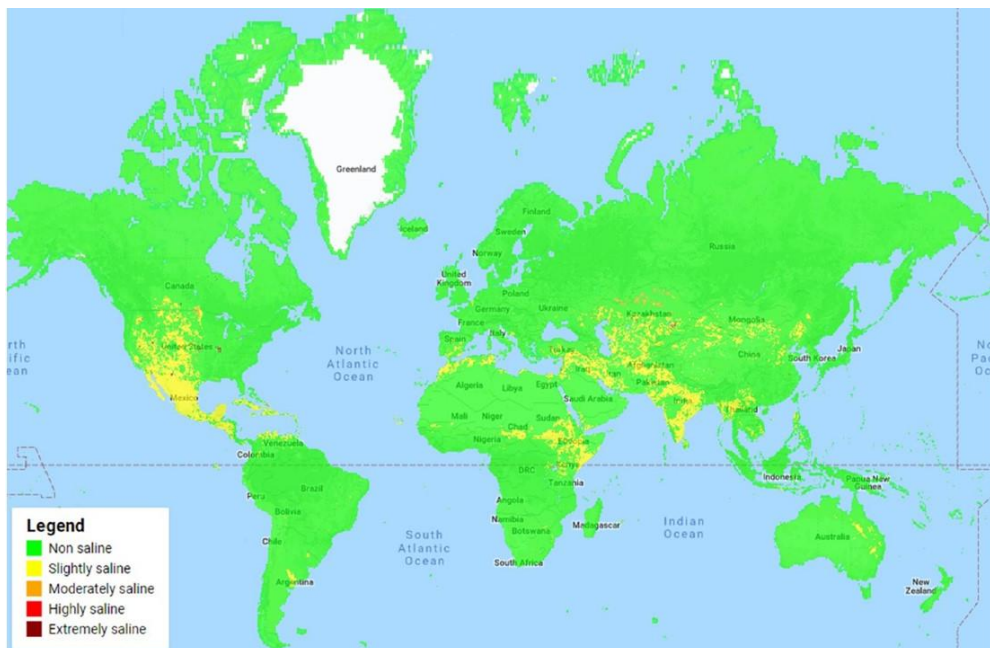 Greenland
Iceland
Finland
Sweden
Norway
Russia
United
Kingdom
Canada
Poland
Germany
Ukraine
France
Kazakhstan
Mongolia
Italy
Spain
United States
North
Atlantic
Ocean
China
South Korea
Japan
Afghanistan
Iraq
Iran
Pakistan
Algeria
Libya
Egypt
Saudi Arabia
India
Thailand
Mexico
Mali
Niger
Chad
Sudan
Nigeria
Ethiopia
Venezuela
Colombia
DRC
Kenya
Tanzania
Indonesia
Papua New
Guinea
Peru
Brazil
Bolivia
Angola
Namibia
Botswana
Madagascar
Indian
Ocean
Chile
South
Atlantic
Ocean
Australia
South Africa
Argentina
New
Zealand
Legend
Non saline
Slightly saline
Moderately saline
Highly saline
Extremely saline